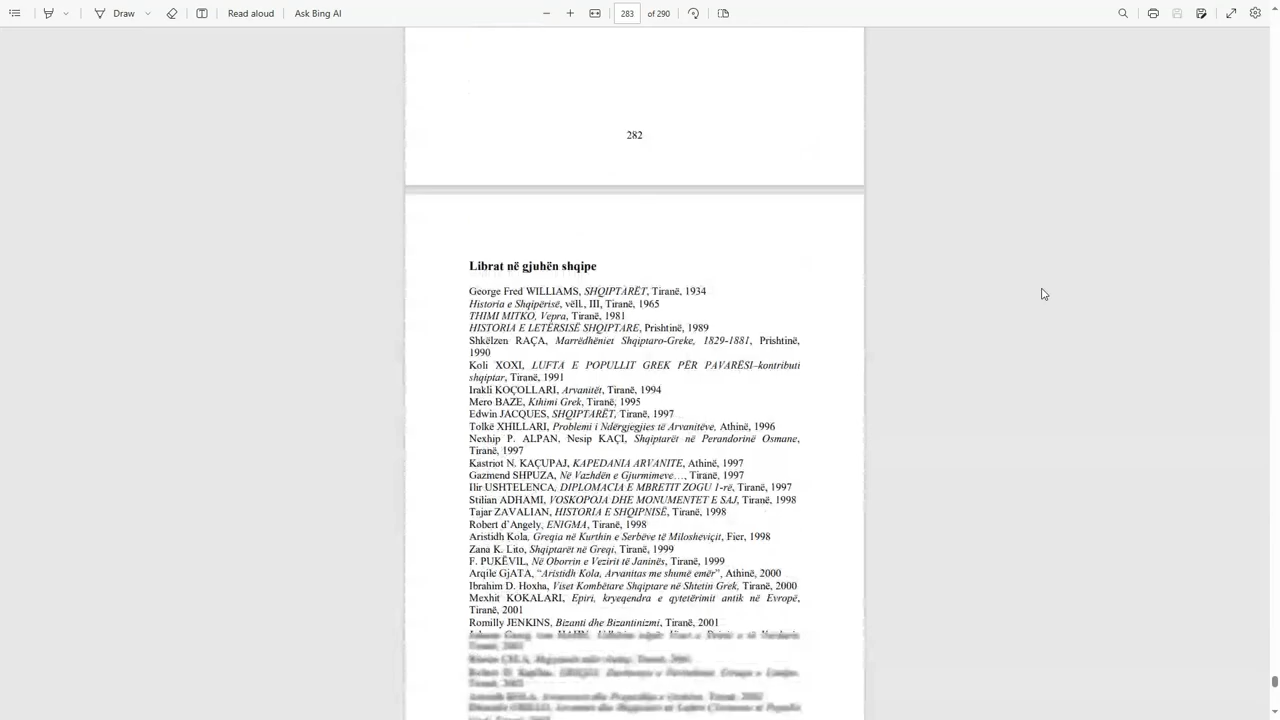 Draw
Read aloud
Ask Bing AI
283
of 290
282
Librat në gjuhën shqipe
George Fred WILLIAMS, SHQIPTARËT, Tiranë, 1934
Historia e Shqipërisë, vëll., III, Tiranë, 1965
THIMI MITKO, Vepra, Tiranë, 1981
HISTORIA E LETËRSISË SHQIPTARE, Prishtinë, 1989
Shkëlzen RAÇA, Marrëdhëniet Shqiptaro-Greke, 1829-1881, Prishtinë,
1990
Koli XOXI, LUFTA E POPULLIT GREK PËR PAVARËSI–kontributi
shqiptar, Tiranë, 1991
Irakli KOÇOLLARI, Arvanitët, Tiranë, 1994
Mero BAZE, Kthimi Grek, Tiranë, 1995
Edwin JACQUES, SHQIPTARËT, Tiranë, 1997
Tolkë XHILLARI, Problemi i Ndërgjegjies të Arvanitëve, Athinë, 1996
Nexhip P. ALPAN, Nesip KAÇI, Shqiptarët në Perandorinë Osmane,
Tiranë, 1997
Kastriot N. KAÇUPAJ, KAPEDANIA ARVANITE, Athinë, 1997
Gazmend SHPUZA, Në Vazhdën e Gjurmimeve..., Tiranë, 1997
Ilir USHTELENCA, DIPLOMACIA E MBRETIT ZOGU 1-rë, Tiranë, 1997
Stilian ADHAMI, VOSKOPOJA DHE MONUMENTET E SAJ, Tiranë, 1998
Tajar ZAVALIAN, HISTORIA E SHQIPNISË, Tiranë, 1998
Robert d'Angely, ENIGMA, Tiranë, 1998
Aristidh Kola, Greqia në Kurthin e Serbëve të Milosheviçit, Fier, 1998
Zana K. Lito, Shqiptarët në Greqi, Tiranë, 1999
F. PUKËVIL, Në Oborrin e Vezirit të Janinës, Tiranë, 1999
Arqile GjATA, “Aristidh Kola, Arvanitas me shumë emër”, Athinë, 2000
Ibrahim D. Hoxha, Viset Kombëtare Shqiptare në Shtetin Grek, Tiranë, 2000
Mexhit KOKALARI, Epiri, kryeqendra e qytetërimit antik në Evropë,
Tiranë, 2001
Romilly JENKINS, Bizanti dhe Bizantinizmi, Tiranë, 2001